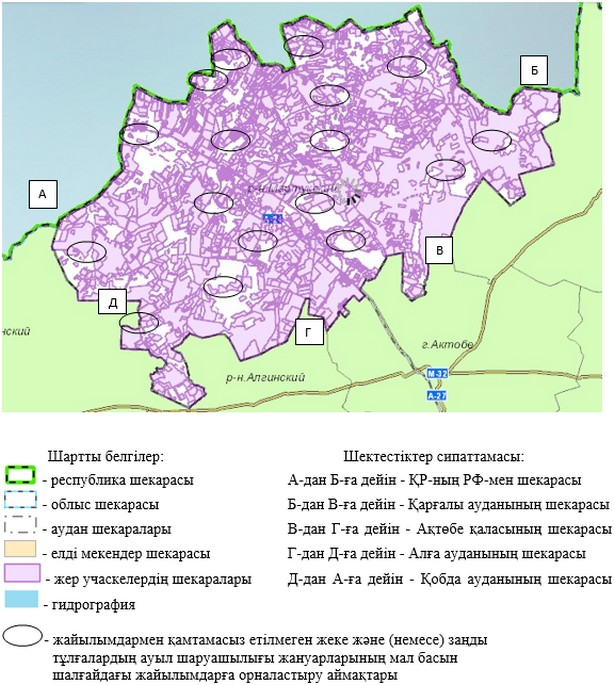 Б
А
В
Д
Г
нский
г.Актобе
р-н.Алгинский
М-32
А-27
Шартты белгілер:
- республика шекарасы
- облыс шекарасы
- аудан шекаралары
- елді мекендер шекарасы
- жер учаскелердің шекаралары
- гидрография
Шектестіктер сипаттамасы:
А-дан Б-ға дейін - ҚР-ның РФ-мен шекарасы
Б-дан В-ға дейін - Қарғалы ауданының шекарасы
В-дан Г-ға дейін - Ақтөбе қаласының шекарасы
Г-дан Д-ға дейін - Алға ауданының шекарасы
Д-дан А-ға дейін - Қобда ауданының шекарасы
- жайылымдармен қамтамасыз етілмеген жеке және (немесе) заңды
тұлғалардың ауыл шаруашылығы жануарларының мал басын
шалғайдағы жайылымдарға орналастыру аймақтары